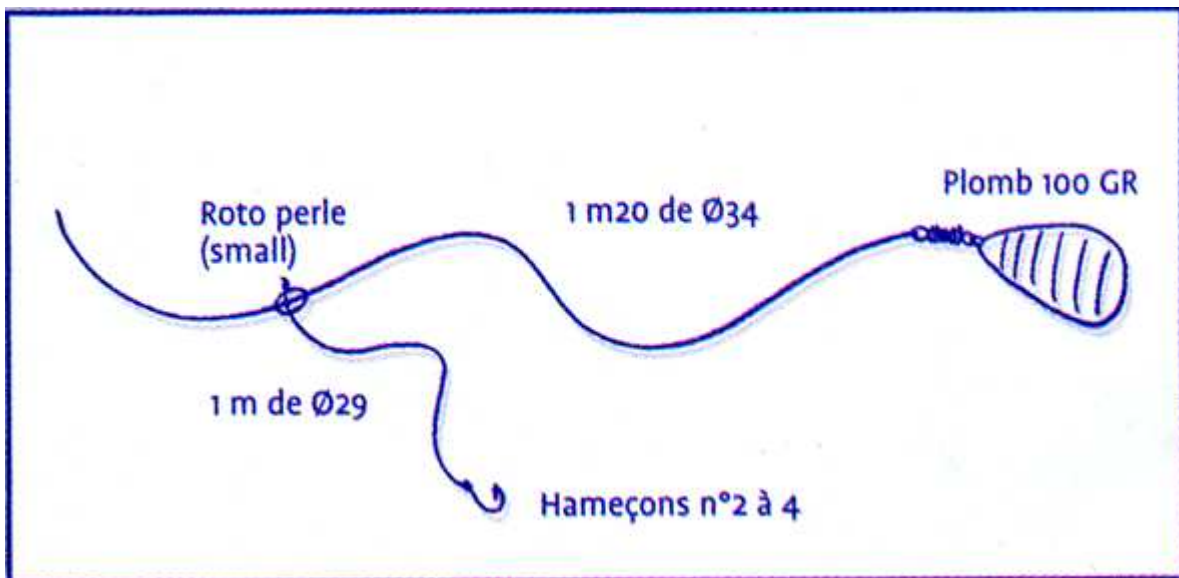 Roto perle
(small)
1 m20 de Ø34
Plomb 100 GR
1 m de Ø29
Hameçons n°2 à 4